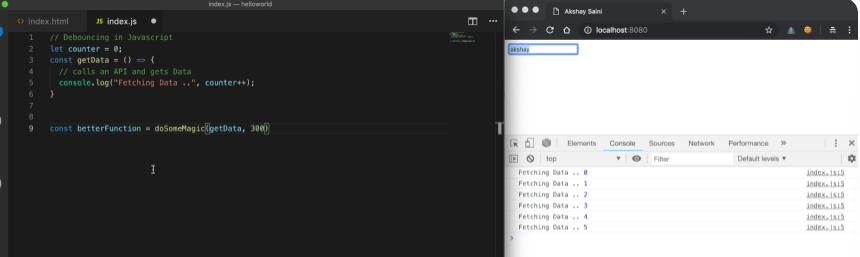 index.js — helloworld
index.html
JS index.js
1 // Debouncing in Javascript
2 let counter = 0;
3 const getData = () => {
4 // calls an API and gets Data
5 console.log("Fetching Data ..", counter++);
6 }
7
8
9 const betterFunction = doSomeMagic(getData, 300)
Akshay Saini
localhost:8080
akshay
Elements Console Sources Network Performance
top Filter Default levels
Fetching Data .. 0 index.js:5
Fetching Data .. 1 index.js:5
Fetching Data .. 2 index.js:5
Fetching Data .. 3 index.js:5
Fetching Data .. 4 index.js:5
Fetching Data .. 5 index.js:5